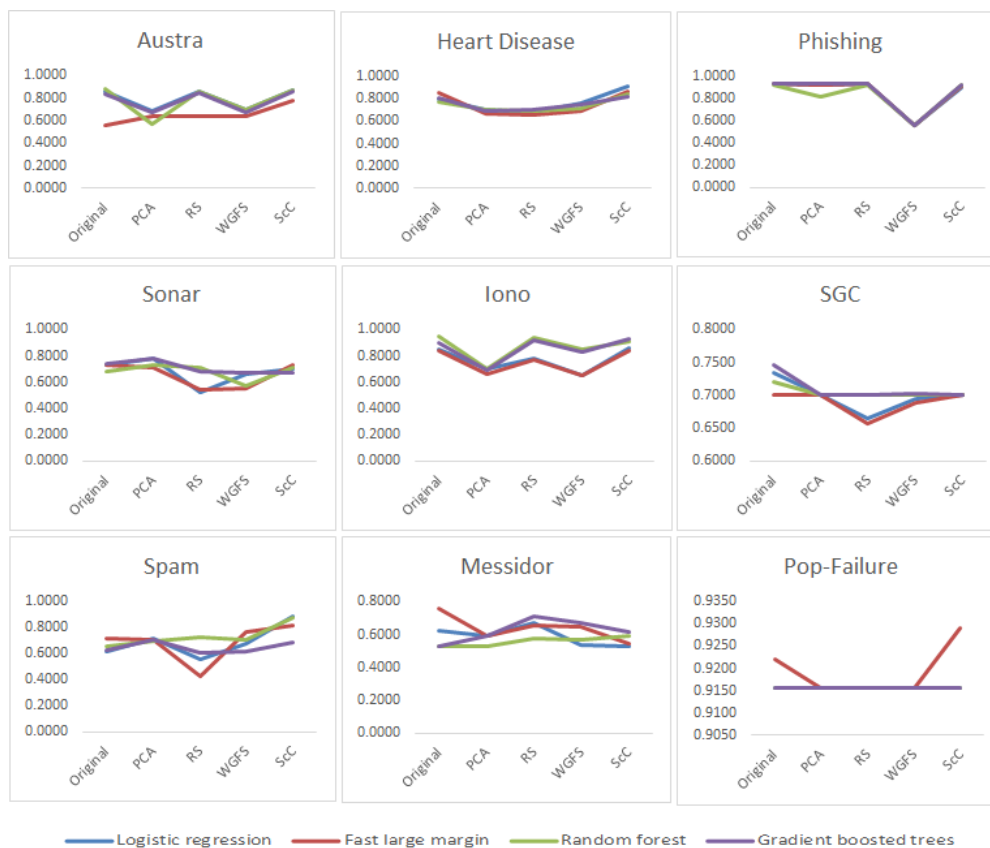 Austra
1.0000
0.8000
0.6000
0.4000
0.2000
0.0000
Original
PCA
RS
WGFS
ScC
Heart Disease
1.0000
0.8000
0.6000
0.4000
0.2000
0.0000
Original
PCA
RS
WGFS
ScC
Phishing
1.0000
0.8000
0.6000
0.4000
0.2000
0.0000
Original
PCA
RS
WGFS
ScC
Sonar
1.0000
0.8000
0.6000
0.4000
0.2000
0.0000
Original
PCA
RS
WGFS
ScC
Iono
1.0000
0.8000
0.6000
0.4000
0.2000
0.0000
Original
PCA
RS
WGFS
ScC
SGC
0.8000
0.7500
0.7000
0.6500
0.6000
Original
PCA
RS
WGFS
ScC
Spam
1.0000
0.8000
0.6000
0.4000
0.2000
0.0000
Original
PCA
RS
WGFS
ScC
Messidor
0.8000
0.6000
0.4000
0.2000
0.0000
Original
PCA
RS
WGFS
ScC
Pop-Failure
0.9350
0.9300
0.9250
0.9200
0.9150
0.9100
0.9050
Original
PCA
RS
WGFS
ScC
Logistic regression Fast large margin Random forest Gradient boosted trees